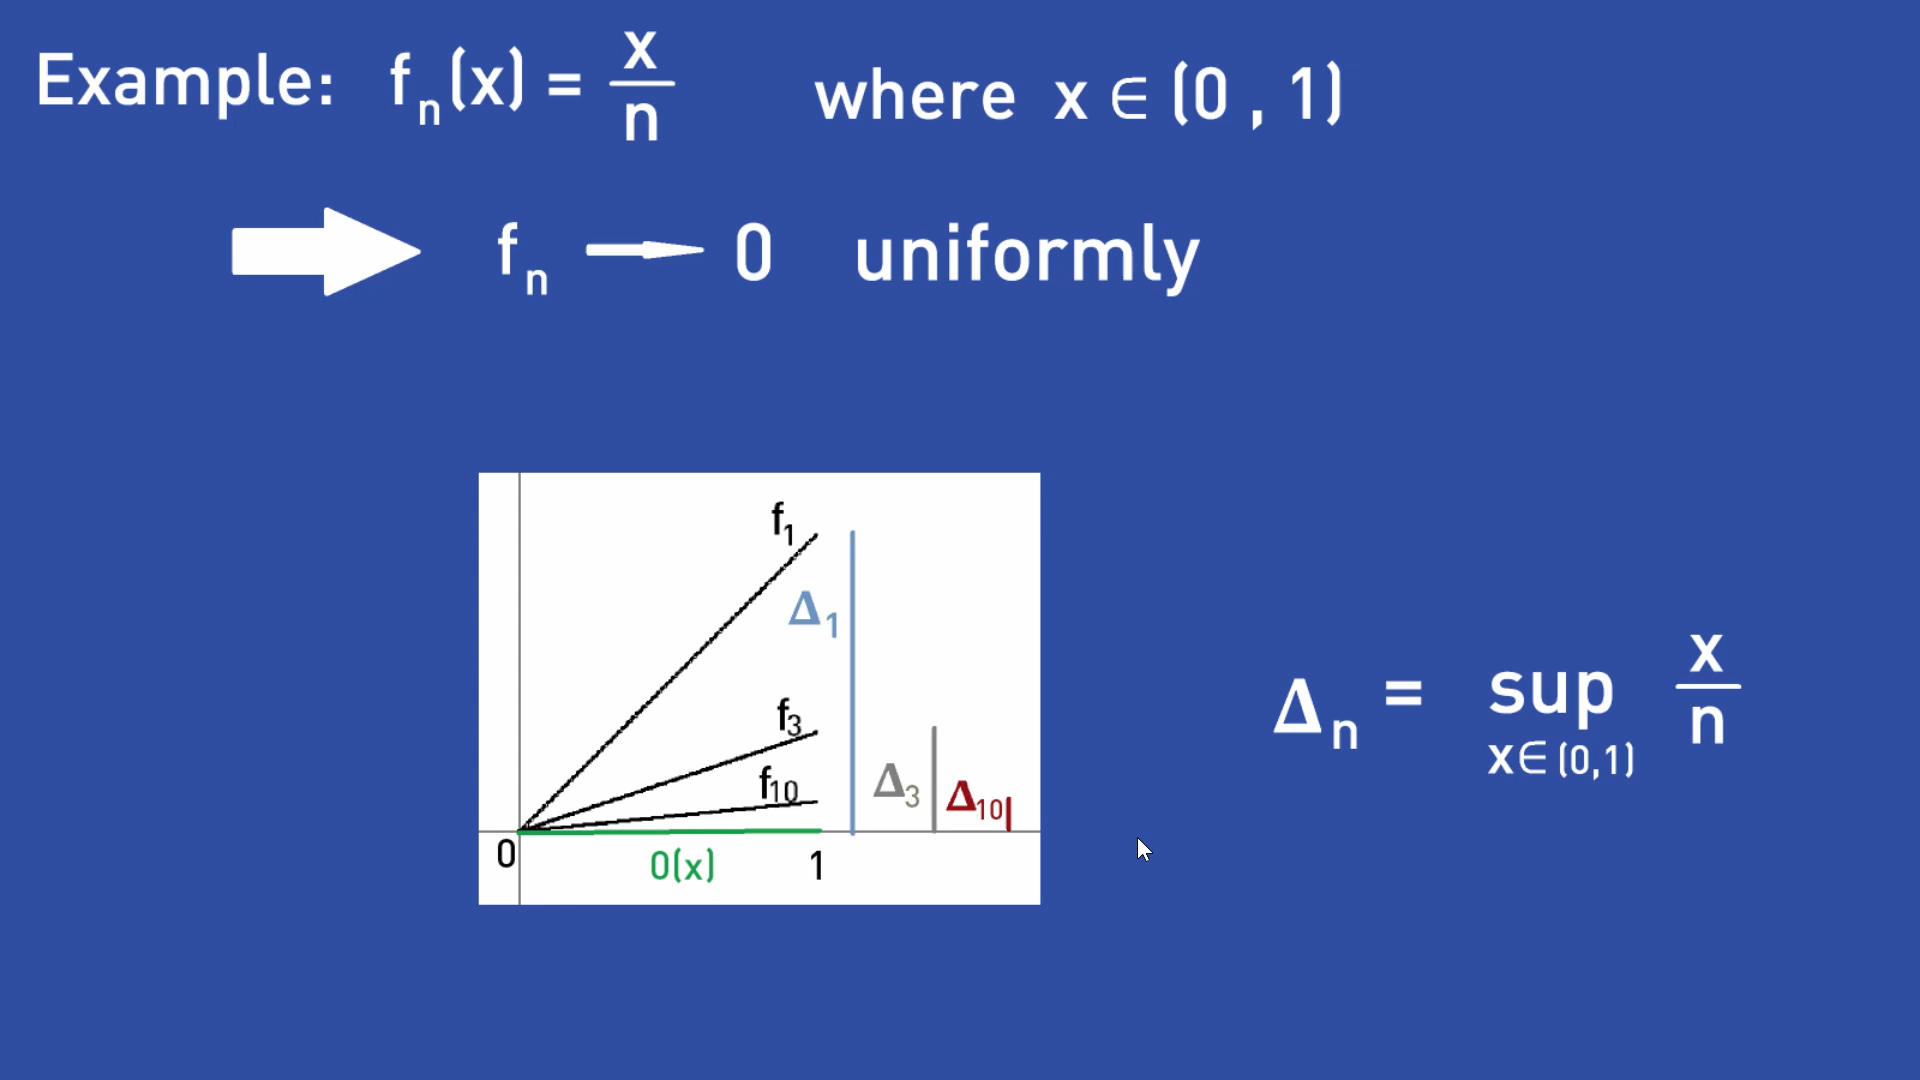 Example: fₙ(x) = x/n where x ∈ (0 , 1)
fₙ → 0 uniformly
f₁
Δ₁
f₃
f₁₀
Δ₃
Δ₁₀
0
0(x)
1
Δₙ = sup x/n
x∈(0,1)